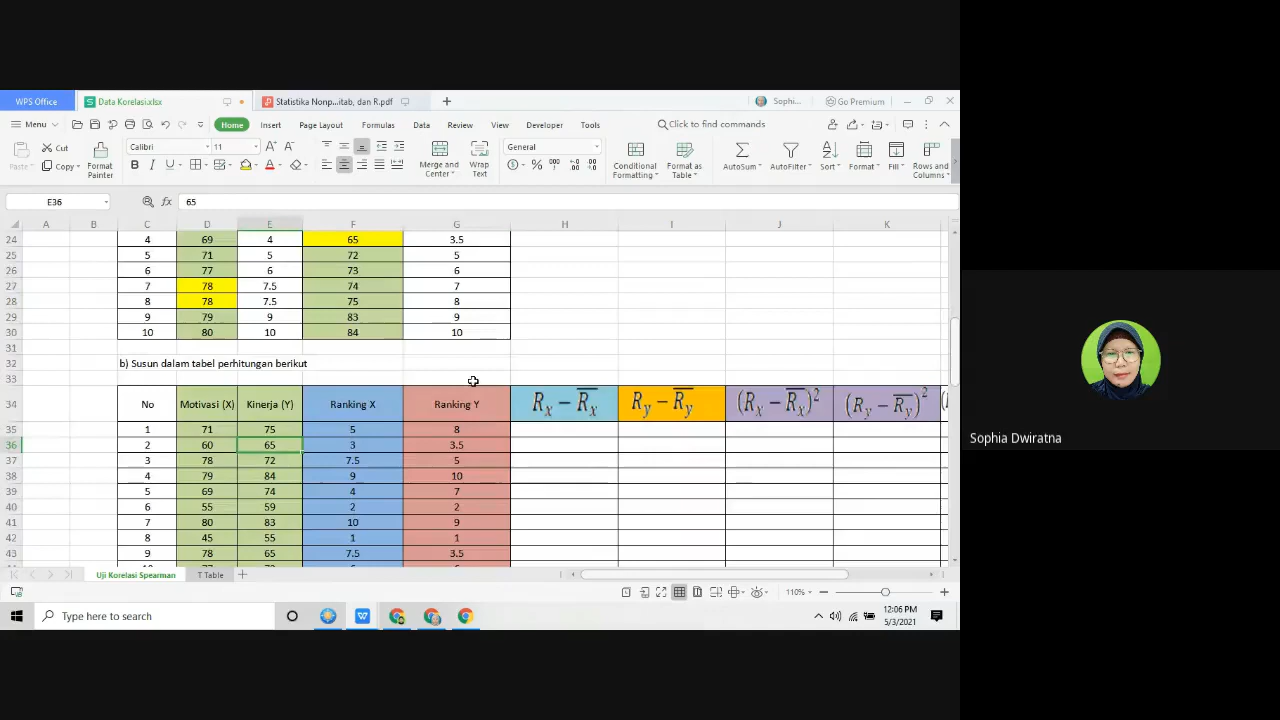 WPS Office Data Korelasi.xlsx Statistika Nonp...itab, dan R.pdf + Sophi... Go Premium
Menu Home Insert Page Layout Formulas Data Review View Developer Tools Click to find commands
Paste Cut Copy Format Painter Calibri 11 A+ A- B I U A Merge and Center Wrap Text General $ % 000 Conditional Formatting Format as Table AutoSum AutoFilter Sort Format Fill Rows and Columns
E36 fx 65
A B C D E F G H I J K
24 4 69 4 65 3.5
25 5 71 5 72 5
26 6 77 6 73 6
27 7 78 7.5 74 7
28 8 78 7.5 75 8
29 9 79 9 83 9
30 10 80 10 84 10
31
32 b) Susun dalam tabel perhitungan berikut
33
34 No Motivasi (X) Kinerja (Y) Ranking X Ranking Y Rₓ − R̅ₓ R_y − R̅_y (Rₓ − R̅ₓ)² (R_y − R̅_y)² (
35 1 71 75 5 8
36 2 60 65 3 3.5
37 3 78 72 7.5 5
38 4 79 84 9 10
39 5 69 74 4 7
40 6 55 59 2 2
41 7 80 83 10 9
42 8 45 55 1 1
43 9 78 65 7.5 3.5
Uji Korelasi Spearman T Table +
110%
Type here to search
12:06 PM
5/3/2021
Sophia Dwiratna